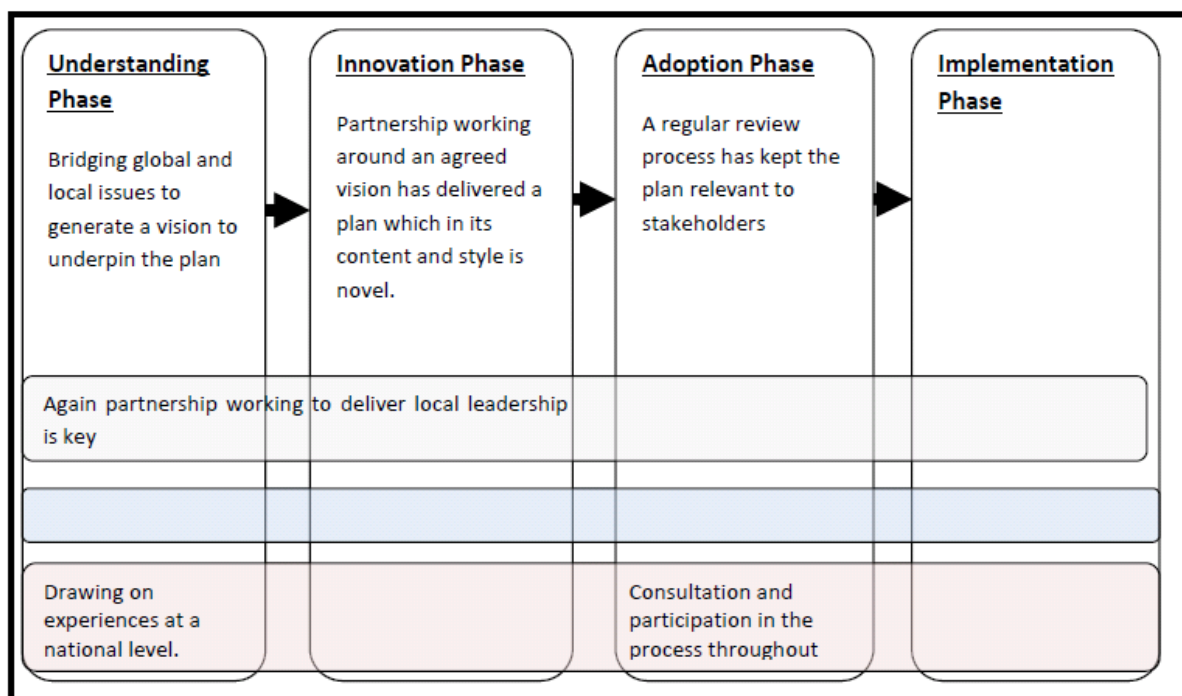 Understanding
Phase
Bridging global and
local issues to
generate a vision to
underpin the plan
Innovation Phase
Partnership working
around an agreed
vision has delivered a
plan which in its
content and style is
novel.
Adoption Phase
A regular review
process has kept the
plan relevant to
stakeholders
Implementation
Phase
Again partnership working to deliver local leadership
is key
Drawing on
experiences at a
national level.
Consultation and
participation in the
process throughout